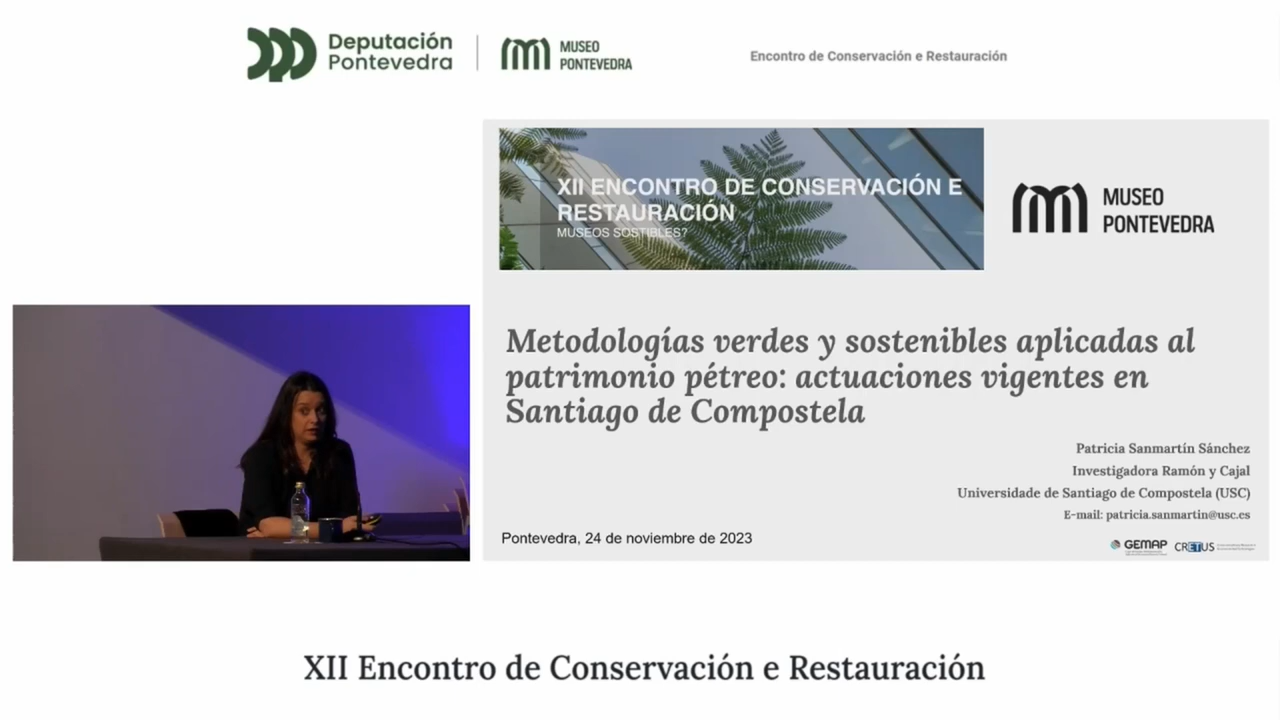 Deputación
Pontevedra
MUSEO
PONTEVEDRA
Encontro de Conservación e Restauración
XII ENCONTRO DE CONSERVACIÓN E
RESTAURACIÓN
MUSEOS SOSTIBLES?
MUSEO
PONTEVEDRA
Metodologías verdes y sostenibles aplicadas al
patrimonio pétreo: actuaciones vigentes en
Santiago de Compostela
Patricia Sanmartín Sánchez
Investigadora Ramón y Cajal
Universidade de Santiago de Compostela (USC)
E-mail: patricia.sanmartin@usc.es
Pontevedra, 24 de noviembre de 2023
GEMAP
CRETUS
XII Encontro de Conservación e Restauración